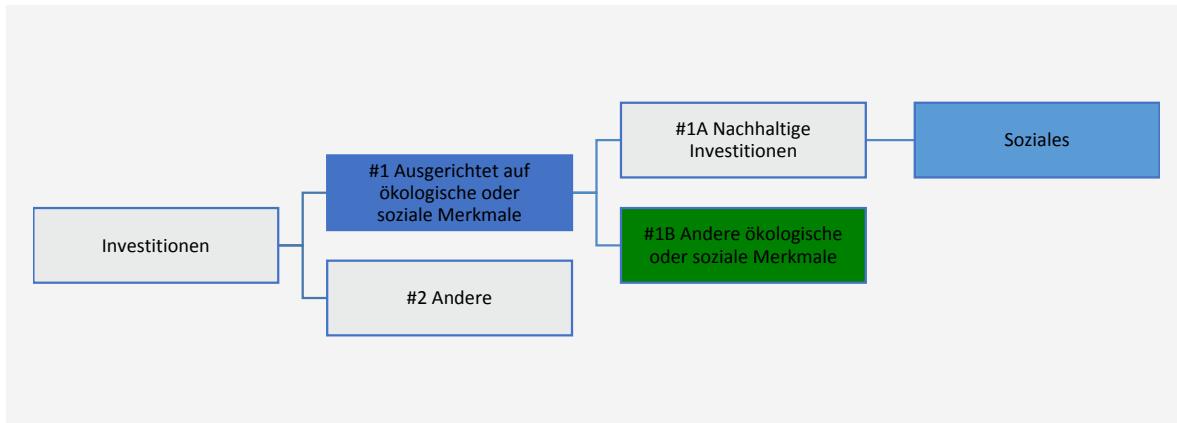 Investitionen
#1 Ausgerichtet auf
ökologische oder
soziale Merkmale
#2 Andere
#1A Nachhaltige
Investitionen
#1B Andere ökologische
oder soziale Merkmale
Soziales